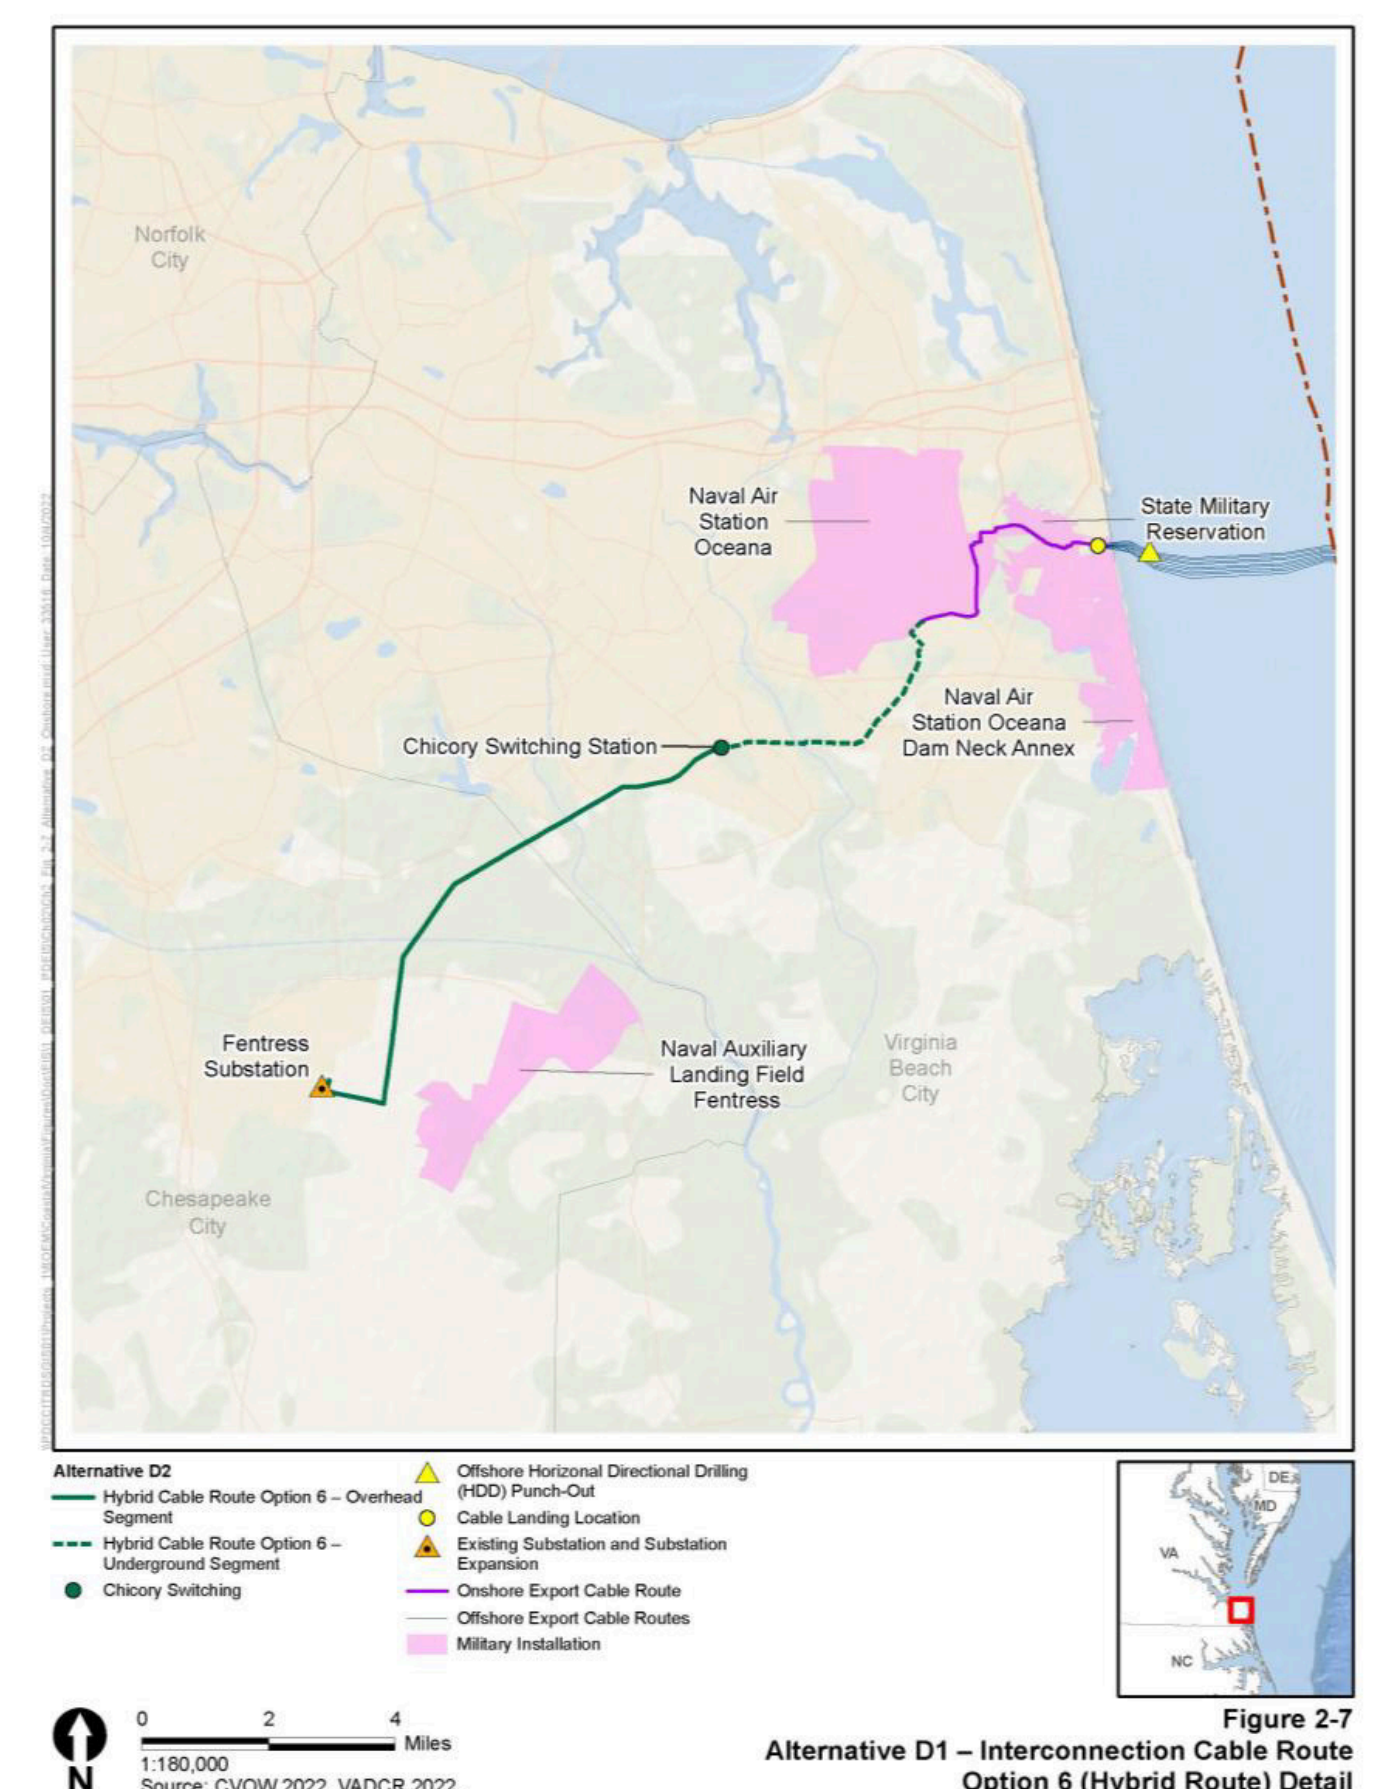 Norfolk
City
Naval Air
Station
Oceana
State Military
Reservation
Naval Air
Station Oceana
Dam Neck Annex
Chicory Switching Station
Fentress
Substation
Naval Auxiliary
Landing Field
Fentress
Virginia
Beach
City
Chesapeake
City
Alternative D2
Hybrid Cable Route Option 6 – Overhead
Segment
Hybrid Cable Route Option 6 –
Underground Segment
Chicory Switching
Offshore Horizonal Directional Drilling
(HDD) Punch-Out
Cable Landing Location
Existing Substation and Substation
Expansion
Onshore Export Cable Route
Offshore Export Cable Routes
Military Installation
DE
MD
VA
NC
N
0 2 4
Miles
1:180,000
Source: CVOW 2022, VADCR 2022
Figure 2-7
Alternative D1 – Interconnection Cable Route
Option 6 (Hybrid Route) Detail